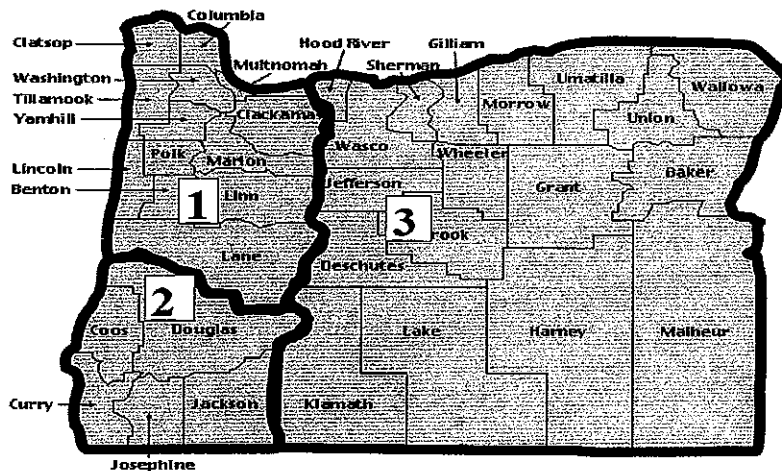 Columbia
Clatsop
Hood River
Gilliam
Multnomah
Sherman
Washington
Umatilla
Wallowa
Tillamook
Morrow
Clackamas
Union
Yamhill
Wasco
Polk
Marion
Wheeler
Baker
Lincoln
Jefferson
Grant
Benton
Linn
1
3
rook
Lane
Deschutes
2
Coos
Douglas
Lake
Harney
Malheur
Curry
Jackson
Klamath
Josephine